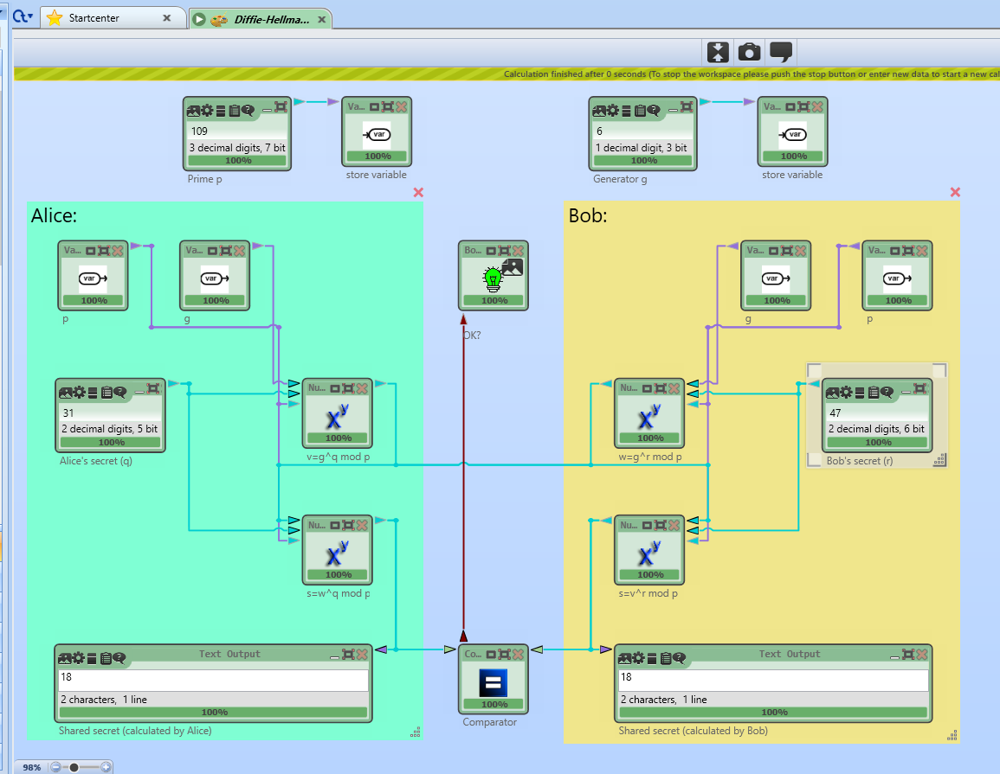 Startcenter
Diffie-Hellma...
Calculation finished after 0 seconds (To stop the workspace please push the stop button or enter new data to start a new cal
109
3 decimal digits, 7 bit
100%
Prime p
Va...
var
100%
store variable
6
1 decimal digit, 3 bit
100%
Generator g
Va...
var
100%
store variable
Alice:
Bob:
Va...
var
100%
p
Va...
var
100%
g
Bo...
100%
OK?
Va...
var
100%
g
Va...
var
100%
p
31
2 decimal digits, 5 bit
100%
Alice's secret (q)
Nu...
xy
100%
v=g^q mod p
Nu...
xy
100%
w=g^r mod p
47
2 decimal digits, 6 bit
100%
Bob's secret (r)
Nu...
xy
100%
s=w^q mod p
Nu...
xy
100%
s=v^r mod p
Text Output
18
2 characters, 1 line
100%
Shared secret (calculated by Alice)
Co...
=
100%
Comparator
Text Output
18
2 characters, 1 line
100%
Shared secret (calculated by Bob)
98%